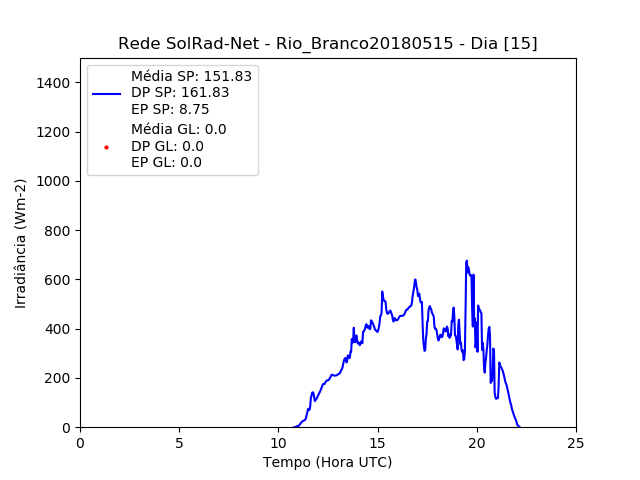 Rede SolRad-Net - Rio_Branco20180515 - Dia [15]
Média SP: 151.83
DP SP: 161.83
EP SP: 8.75
Média GL: 0.0
DP GL: 0.0
EP GL: 0.0
Irradiância (Wm-2)
1400
1200
1000
800
600
400
200
0
0 5 10 15 20 25
Tempo (Hora UTC)